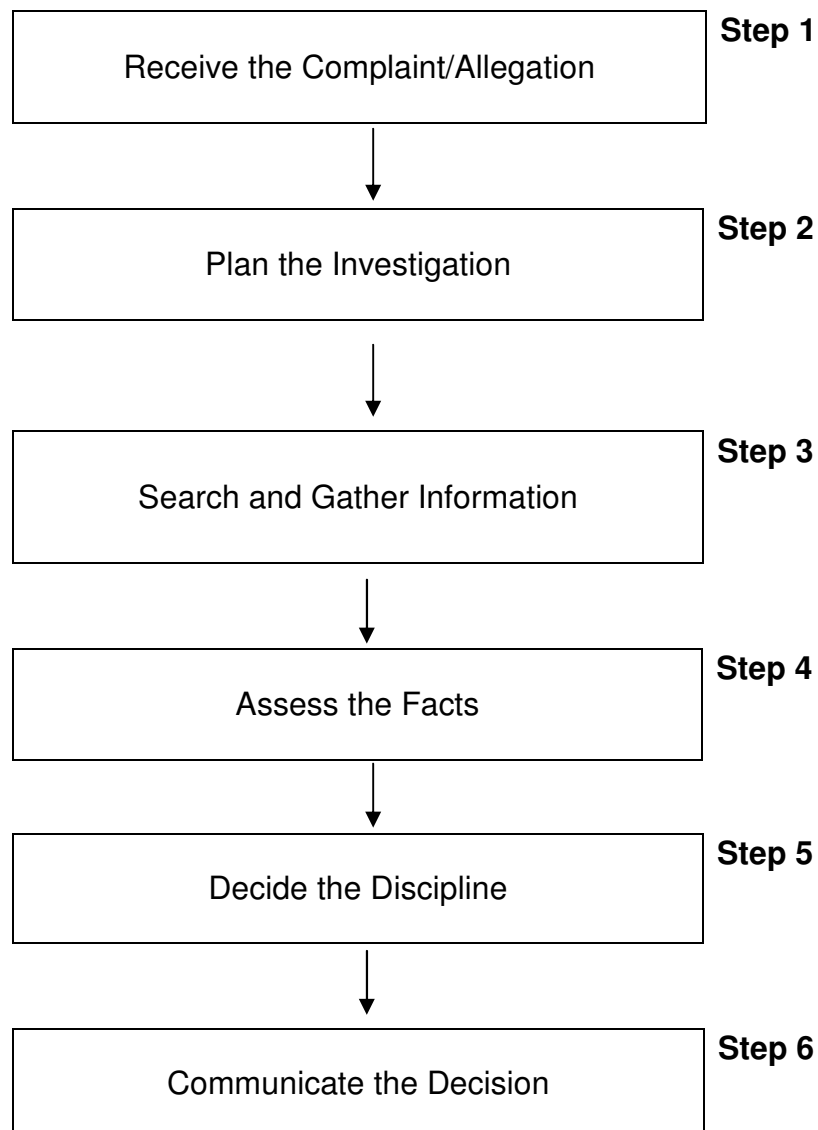 Step 1
Receive the Complaint/Allegation
Step 2
Plan the Investigation
Step 3
Search and Gather Information
Step 4
Assess the Facts
Step 5
Decide the Discipline
Step 6
Communicate the Decision